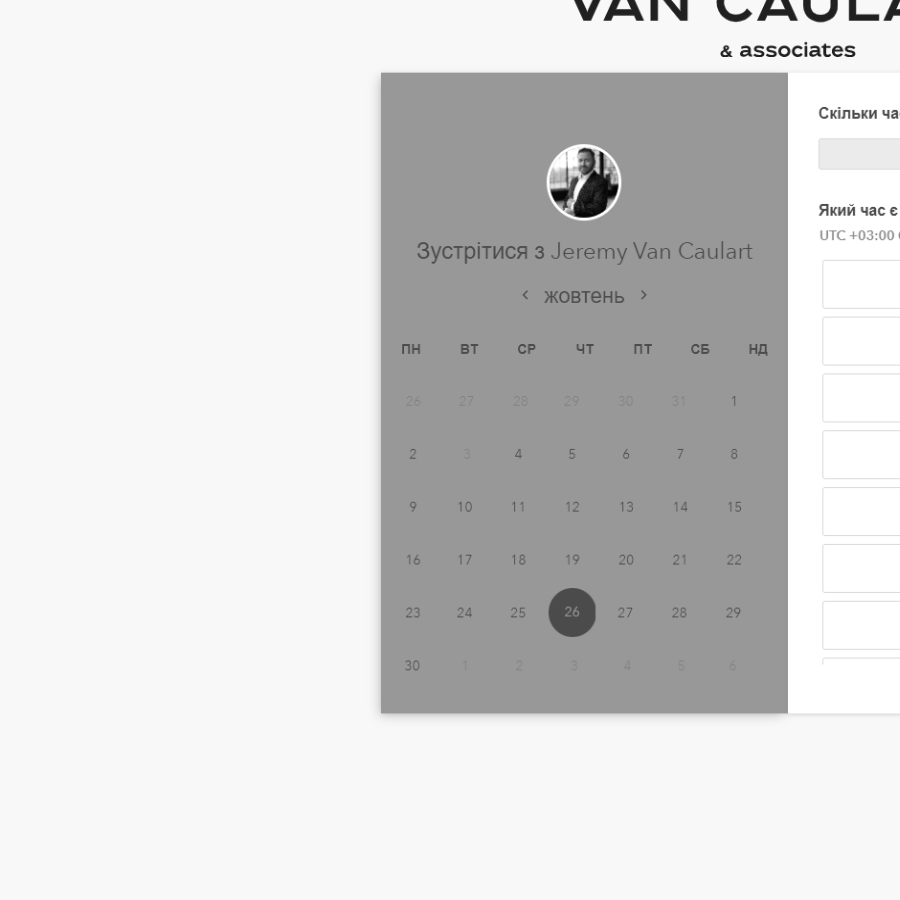 & associates
Зустрітися з Jeremy Van Caulart
жовтень
ПН ВТ СР ЧТ ПТ СБ НД
26 27 28 29 30 31 1
2 3 4 5 6 7 8
9 10 11 12 13 14 15
16 17 18 19 20 21 22
23 24 25 26 27 28 29
30 1 2 3 4 5 6
Скільки
Який час є
UTC +03:00